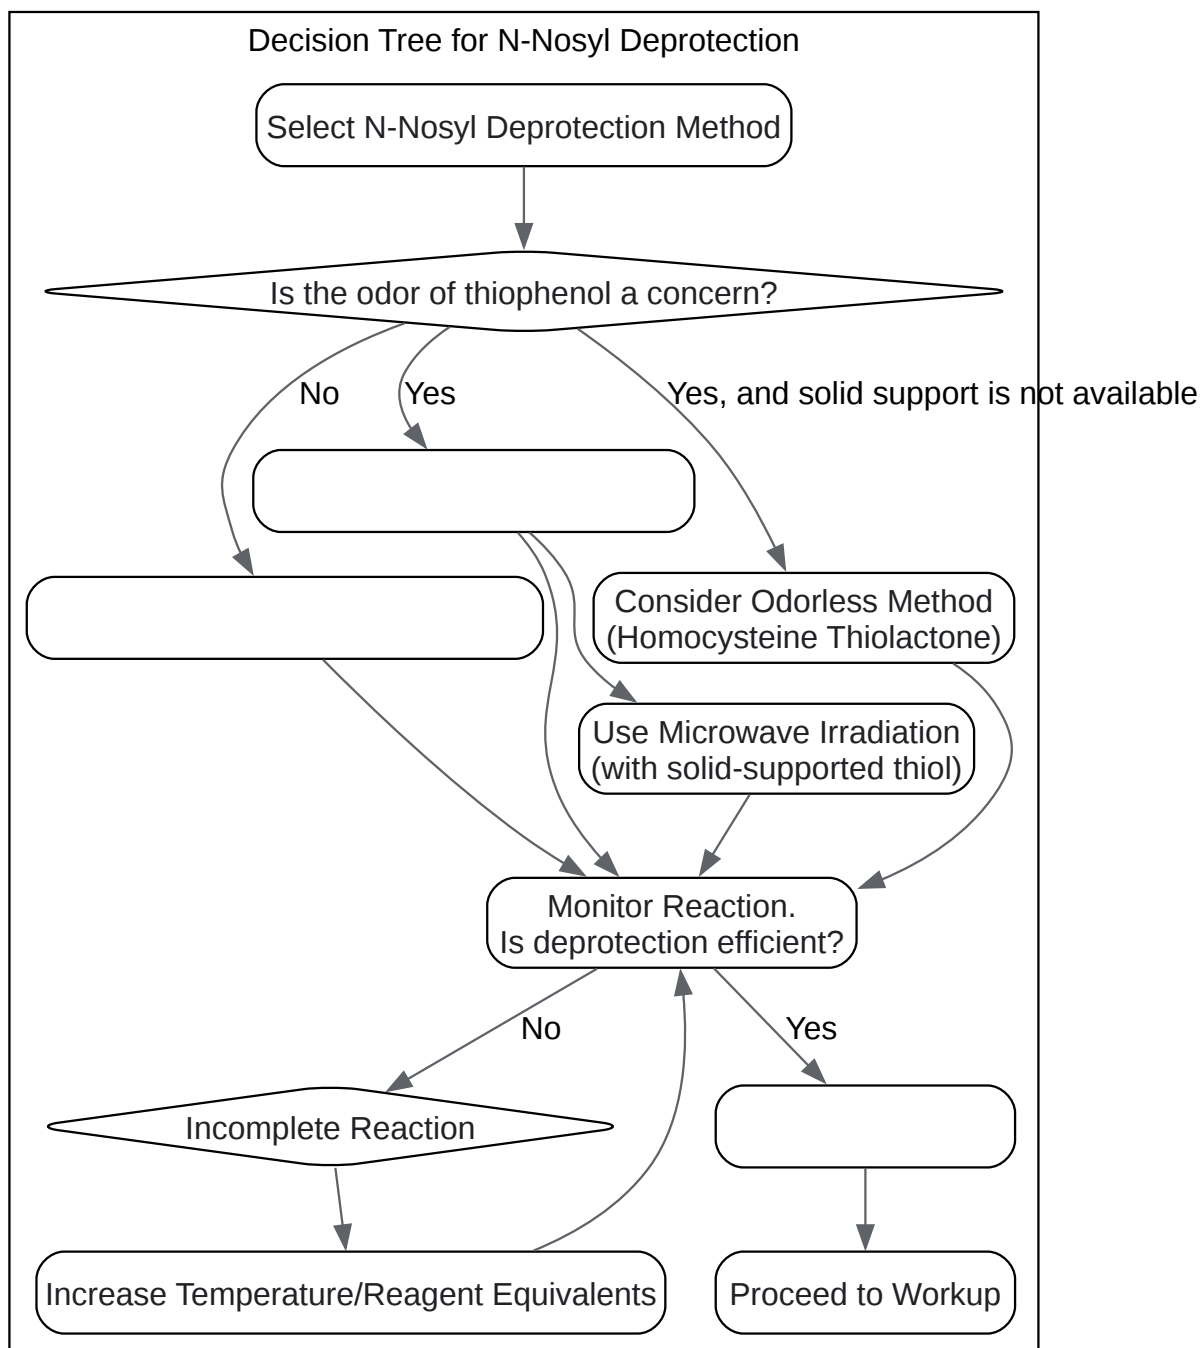 Decision Tree for N-Nosyl Deprotection
Select N-Nosyl Deprotection Method
Is the odor of thiophenol a concern?
No
Yes
Yes, and solid support is not available
Consider Odorless Method
(Homocysteine Thiolactone)
Use Microwave Irradiation
(with solid-supported thiol)
Monitor Reaction.
Is deprotection efficient?
No
Yes
Incomplete Reaction
Increase Temperature/Reagent Equivalents
Proceed to Workup